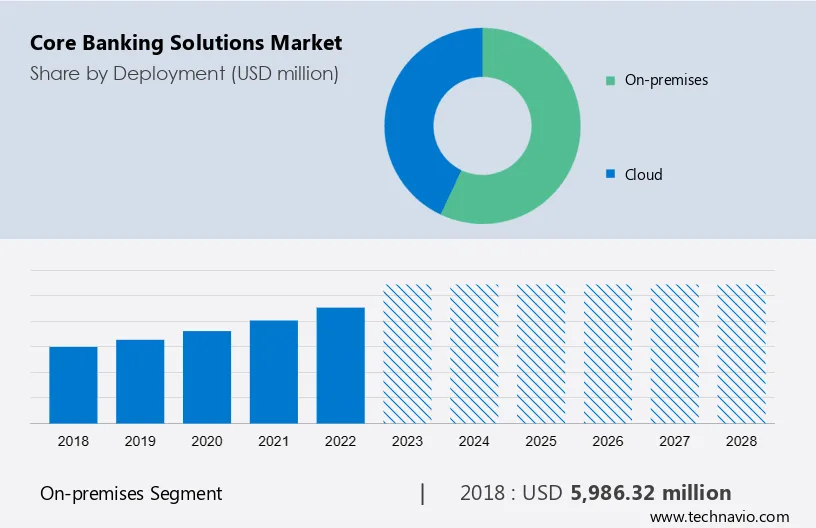 Core Banking Solutions Market
Share by Deployment (USD million)
On-premises
Cloud
2018 2019 2020 2021 2022 2023 2024 2025 2026 2027 2028
On-premises Segment | 2018 : USD 5,986.32 million
www.technavio.com